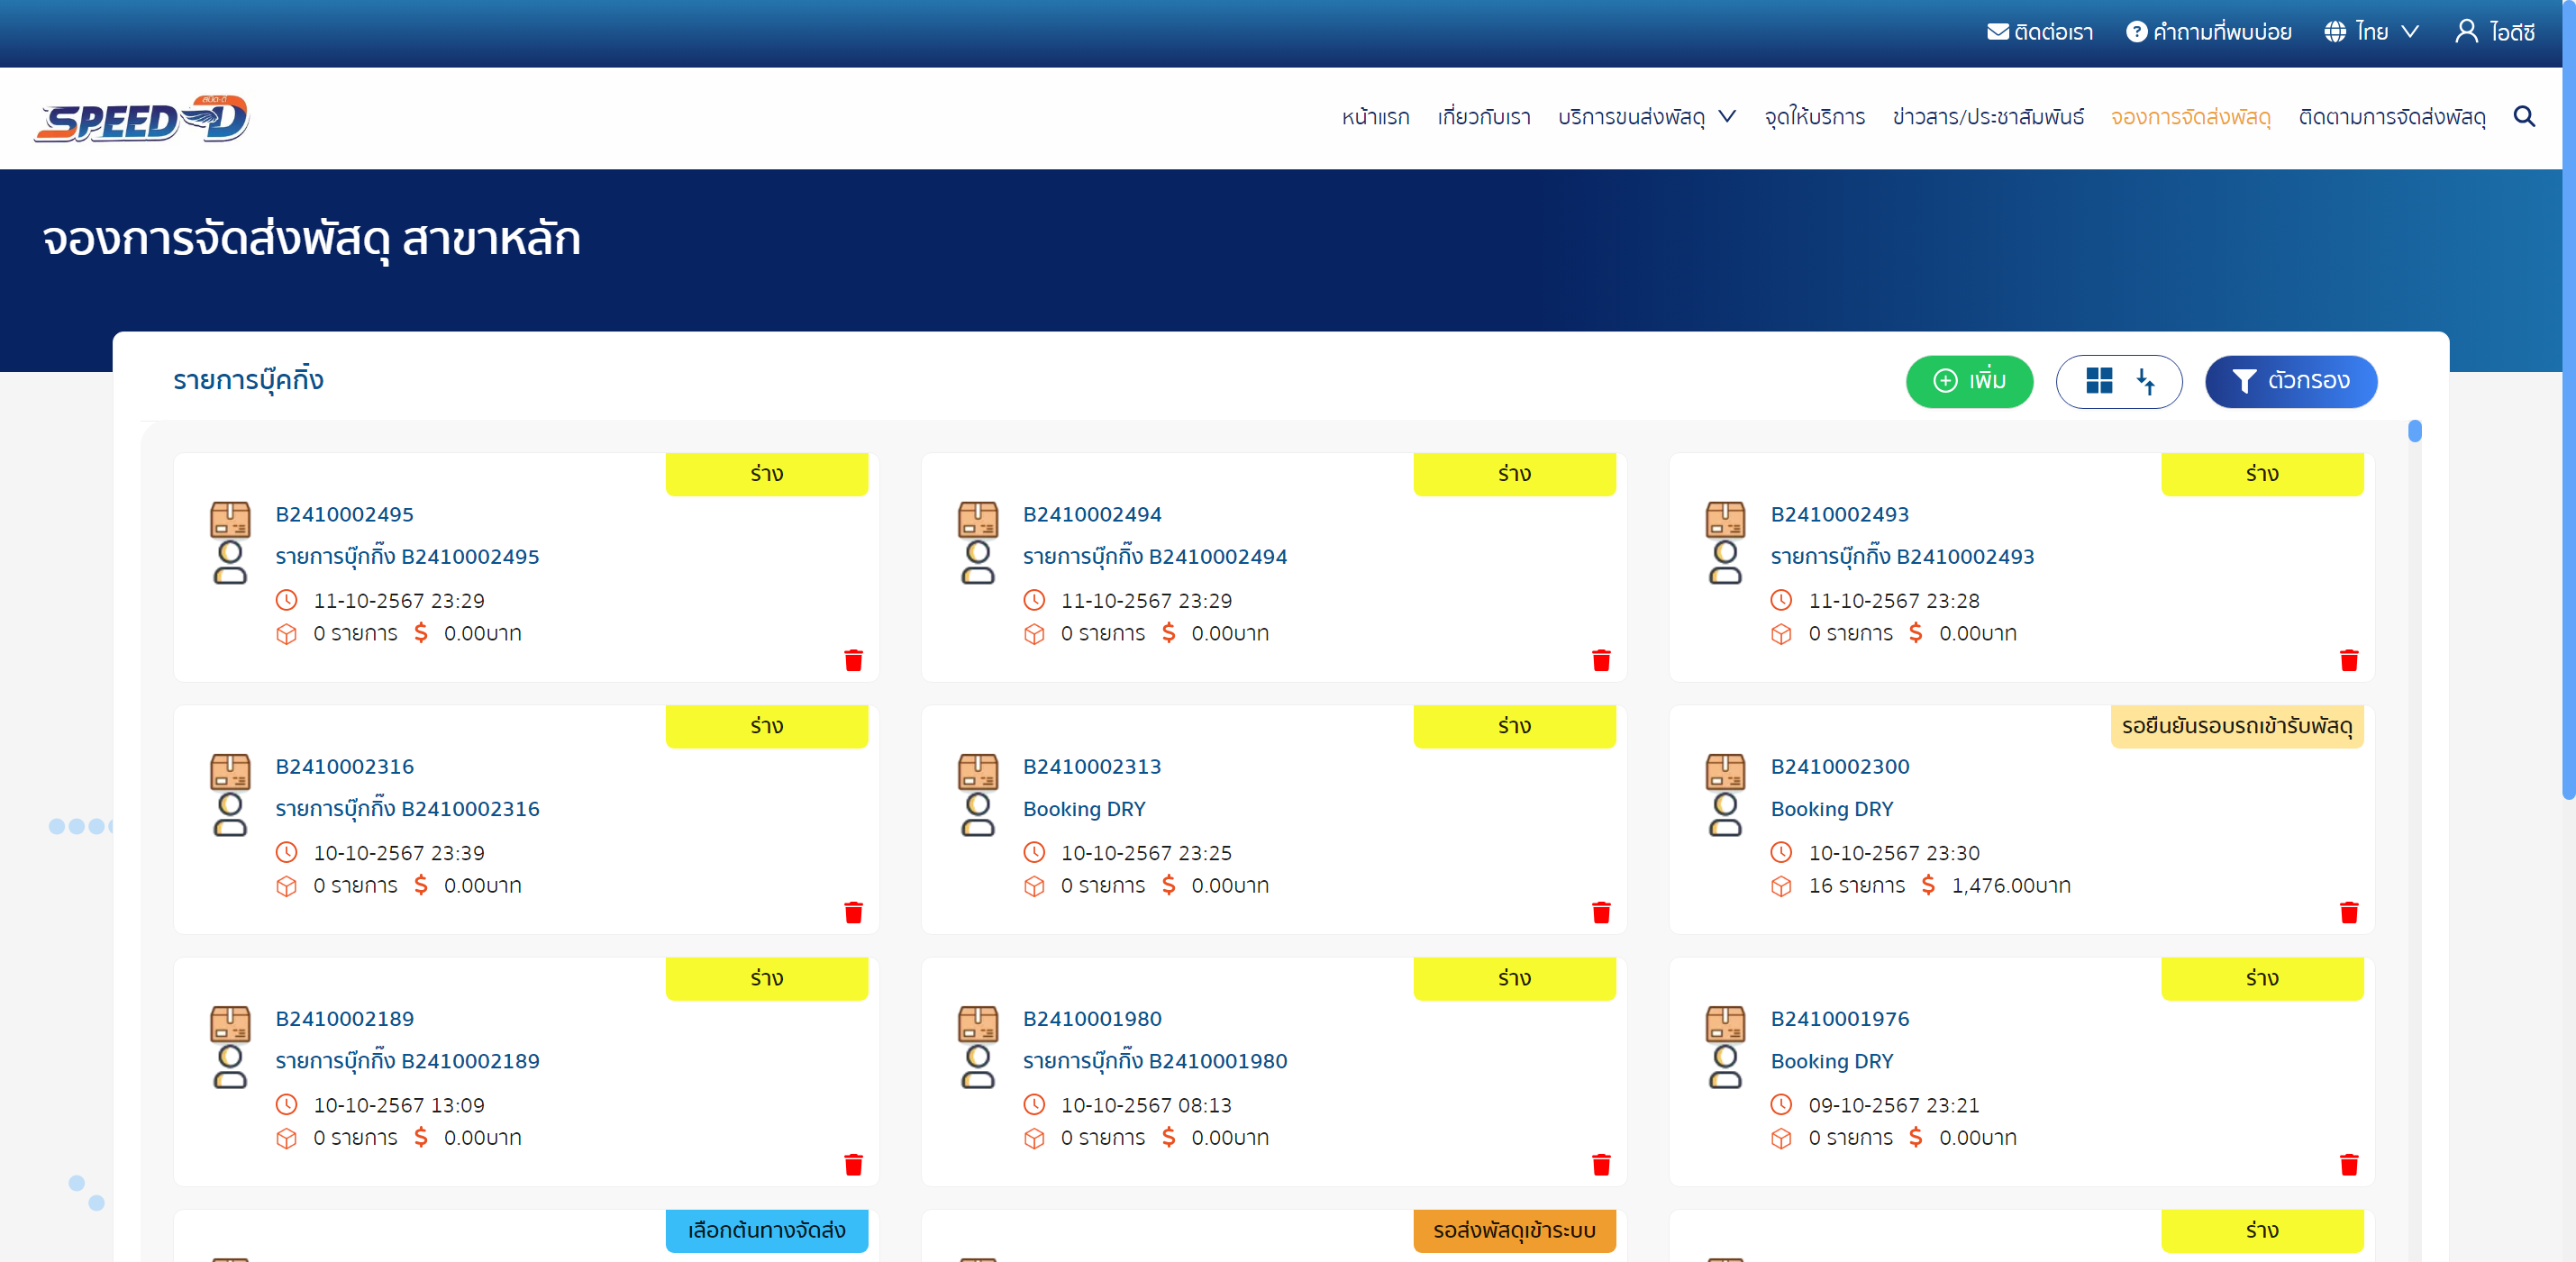 ติดต่อเรา คำถามที่พบบ่อย ไทย ไอดีซี
สปีด-ดี
SPEED-D
หน้าแรก เกี่ยวกับเรา บริการขนส่งพัสดุ จุดให้บริการ ข่าวสาร/ประชาสัมพันธ์ จองการจัดส่งพัสดุ ติดตามการจัดส่งพัสดุ
จองการจัดส่งพัสดุ สาขาหลัก
รายการบุ๊คกิ่ง
เพิ่ม
ตัวกรอง
ร่าง
B2410002495
รายการบุ๊กกิ๊ง B2410002495
11-10-2567 23:29
0 รายการ $ 0.00บาท
ร่าง
B2410002494
รายการบุ๊กกิ๊ง B2410002494
11-10-2567 23:29
0 รายการ $ 0.00บาท
ร่าง
B2410002493
รายการบุ๊กกิ๊ง B2410002493
11-10-2567 23:28
0 รายการ $ 0.00บาท
ร่าง
B2410002316
รายการบุ๊กกิ๊ง B2410002316
10-10-2567 23:39
0 รายการ $ 0.00บาท
ร่าง
B2410002313
Booking DRY
10-10-2567 23:25
0 รายการ $ 0.00บาท
รอยืนยันรอบรถเข้ารับพัสดุ
B2410002300
Booking DRY
10-10-2567 23:30
16 รายการ $ 1,476.00บาท
ร่าง
B2410002189
รายการบุ๊กกิ๊ง B2410002189
10-10-2567 13:09
0 รายการ $ 0.00บาท
ร่าง
B2410001980
รายการบุ๊กกิ๊ง B2410001980
10-10-2567 08:13
0 รายการ $ 0.00บาท
ร่าง
B2410001976
Booking DRY
09-10-2567 23:21
0 รายการ $ 0.00บาท
เลือกต้นทางจัดส่ง
รอส่งพัสดุเข้าระบบ
ร่าง